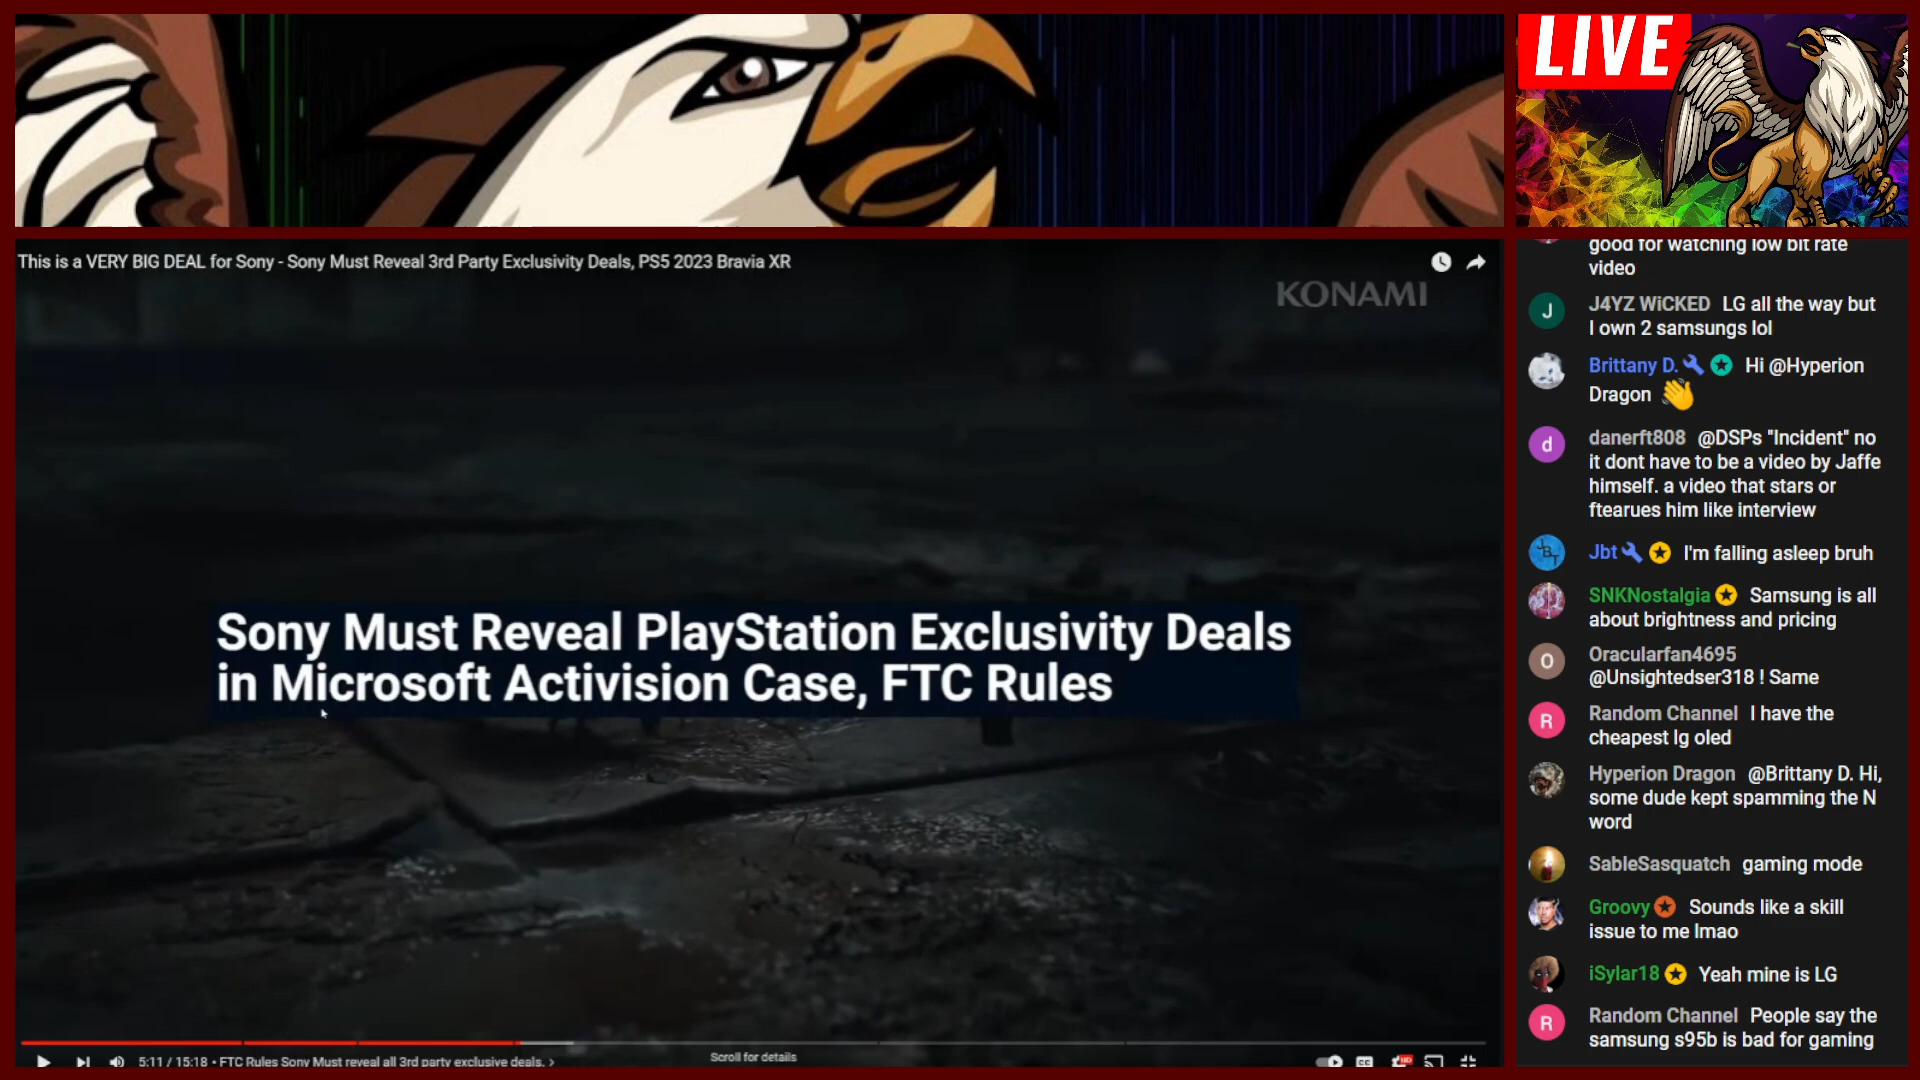 LIVE
This is a VERY BIG DEAL for Sony - Sony Must Reveal 3rd Party Exclusivity Deals, PS5 2023 Bravia XR
KONAMI
Sony Must Reveal PlayStation Exclusivity Deals
in Microsoft Activision Case, FTC Rules
5:11 / 15:18 • FTC Rules Sony Must reveal all 3rd party exclusive deals. ›
Scroll for details
CC
HD
good for watching low bit rate
video
J
J4YZ WiCKED LG all the way but
I own 2 samsungs lol
Brittany D. Hi @Hyperion
Dragon
d
danerft808 @DSPs "Incident" no
it dont have to be a video by Jaffe
himself. a video that stars or
ftearues him like interview
JBT
Jbt I'm falling asleep bruh
SNKNostalgia Samsung is all
about brightness and pricing
O
Oracularfan4695
@Unsightedser318 ! Same
R
Random Channel I have the
cheapest lg oled
Hyperion Dragon @Brittany D. Hi,
some dude kept spamming the N
word
SableSasquatch gaming mode
Groovy Sounds like a skill
issue to me lmao
iSylar18 Yeah mine is LG
R
Random Channel People say the
samsung s95b is bad for gaming